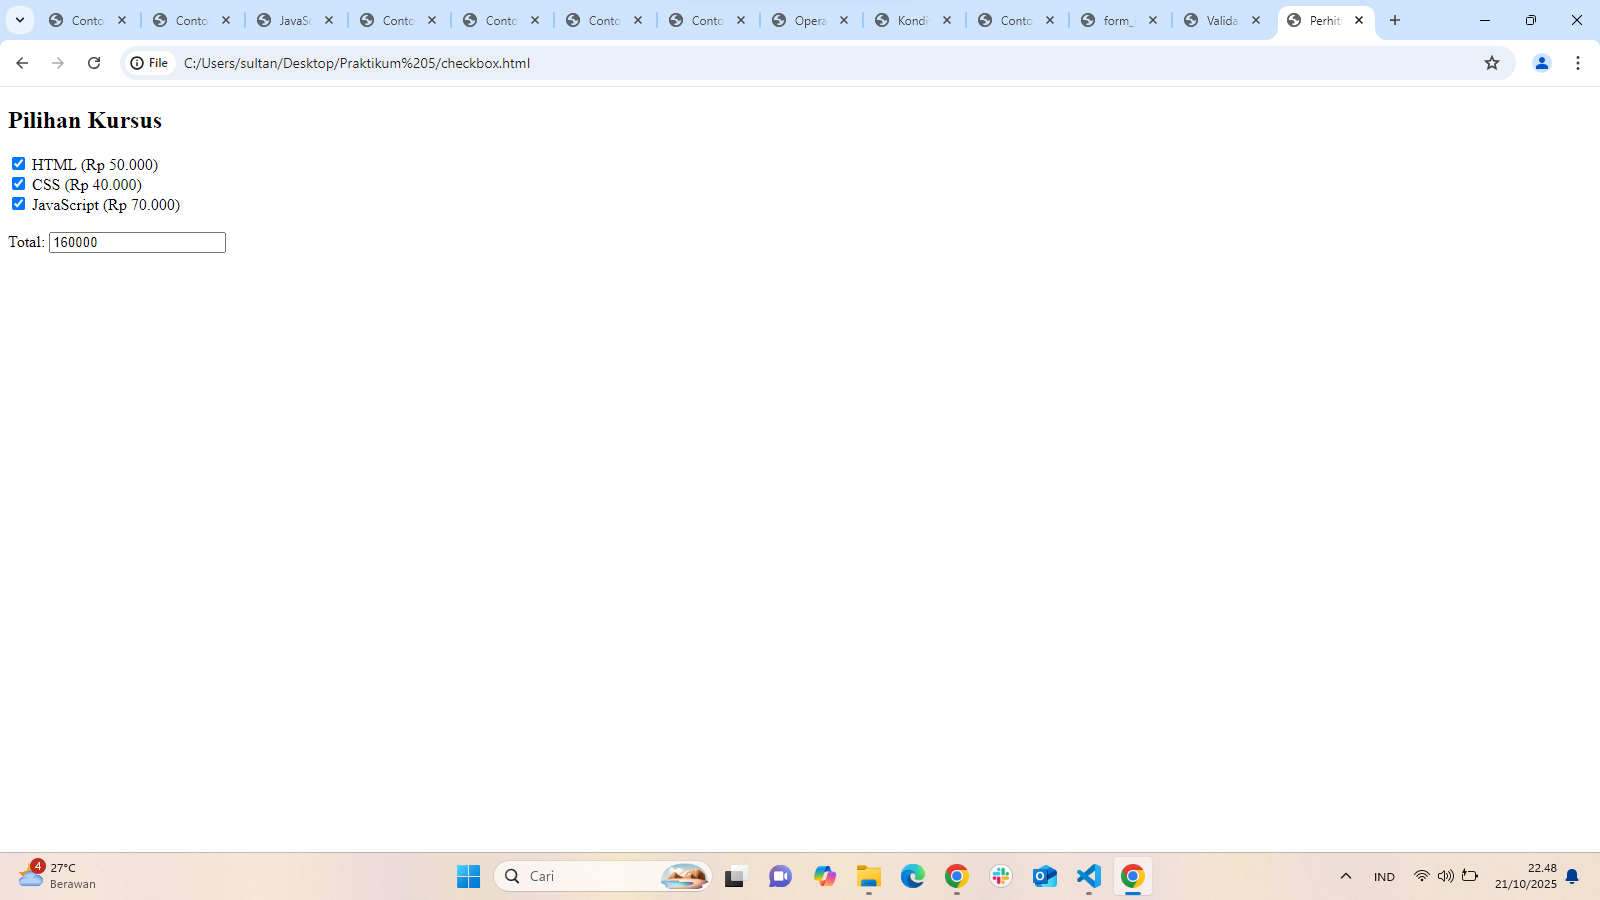 Conto
Conto
JavaSc
Conto
Conto
Conto
Conto
Opera
Kondi
Conto
form_
Valida
Perhit
File
C:/Users/sultan/Desktop/Praktikum%205/checkbox.html
Pilihan Kursus
HTML (Rp 50.000)
CSS (Rp 40.000)
JavaScript (Rp 70.000)
Total: 160000
4
27°C
Berawan
Cari
IND
22.48
21/10/2025